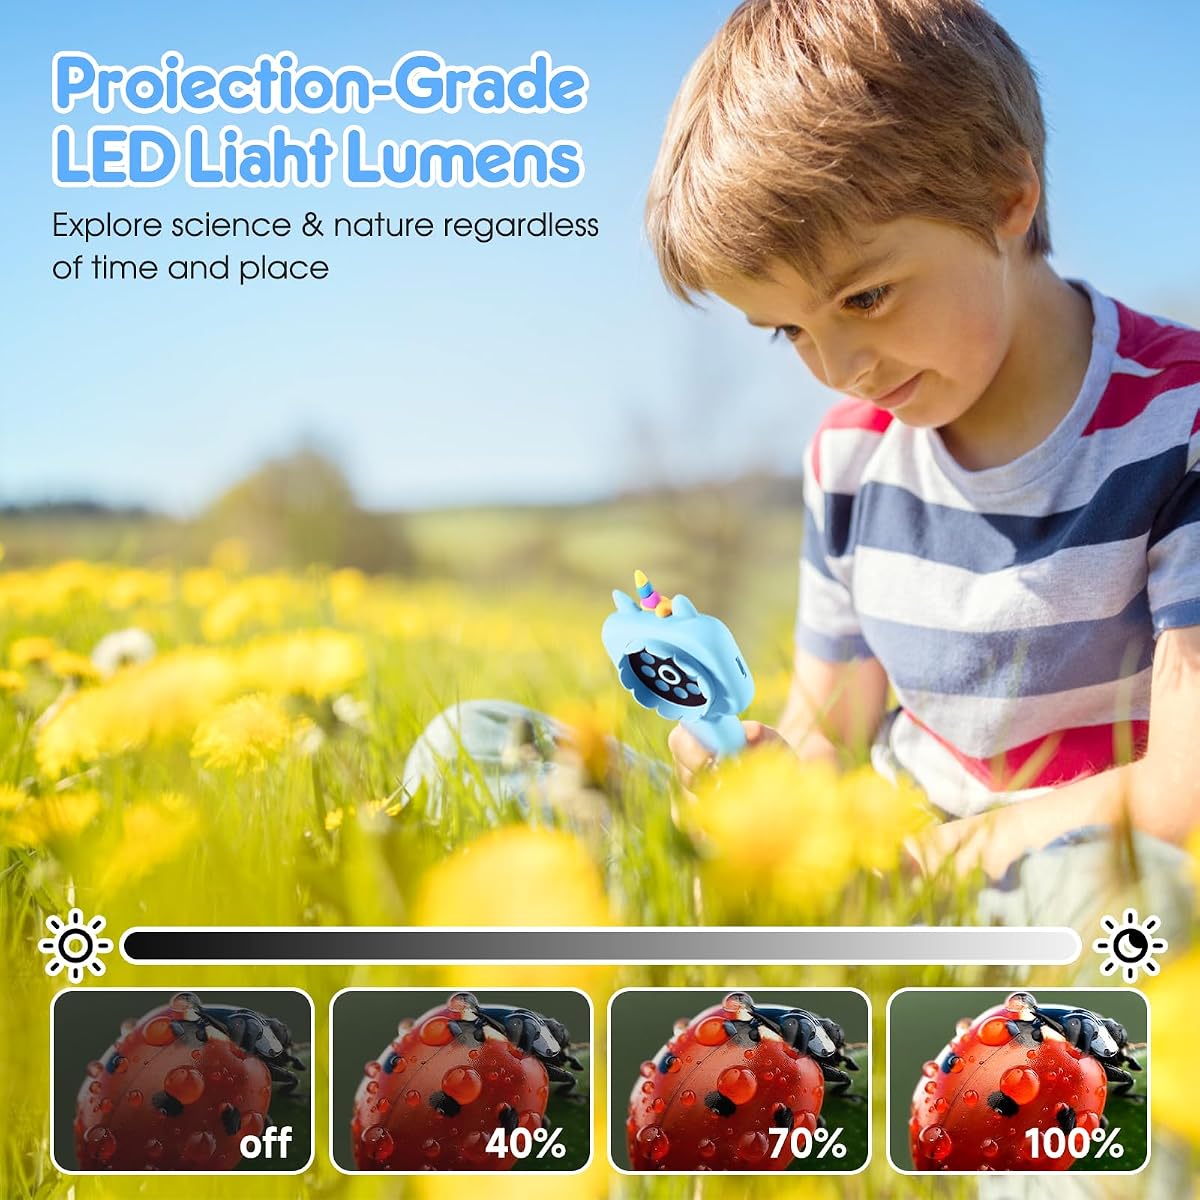 Proiection-Grade
LED Liaht Lumens
Explore science & nature regardless
of time and place
off
40%
70%
100%